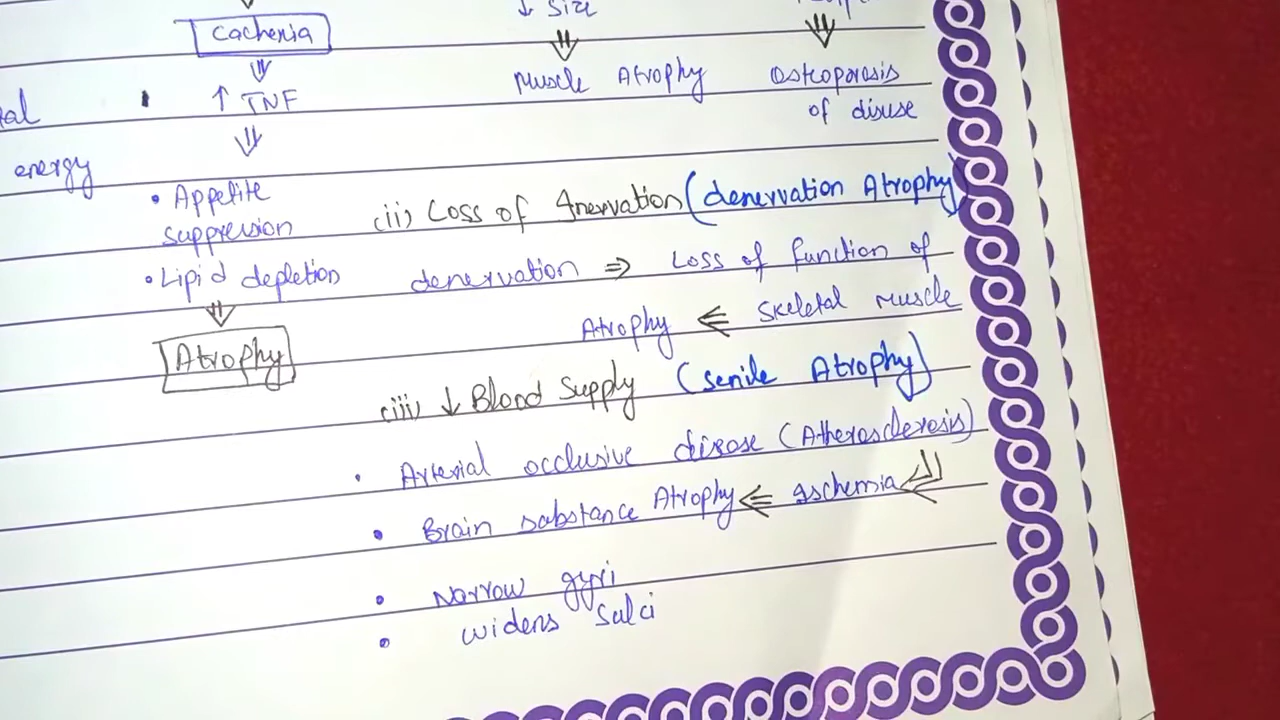 Cachexia
↑ TNF
• Appetite
suppression
• Lipid depletion
Atrophy
energy
↓ Size
Muscle Atrophy
Osteoporosis
of disuse
(ii) Loss of Inervation (denervation Atrophy)
denervation ⇒ Loss of function of
Atrophy ⇐ Skeletal Muscle
(iii) ↓ Blood Supply (senile Atrophy)
• Arterial occlusive disease (Atherosclerosis)
• Brain substance Atrophy ⇐ Ischemia
• Narrow gyri
• widens Sulci